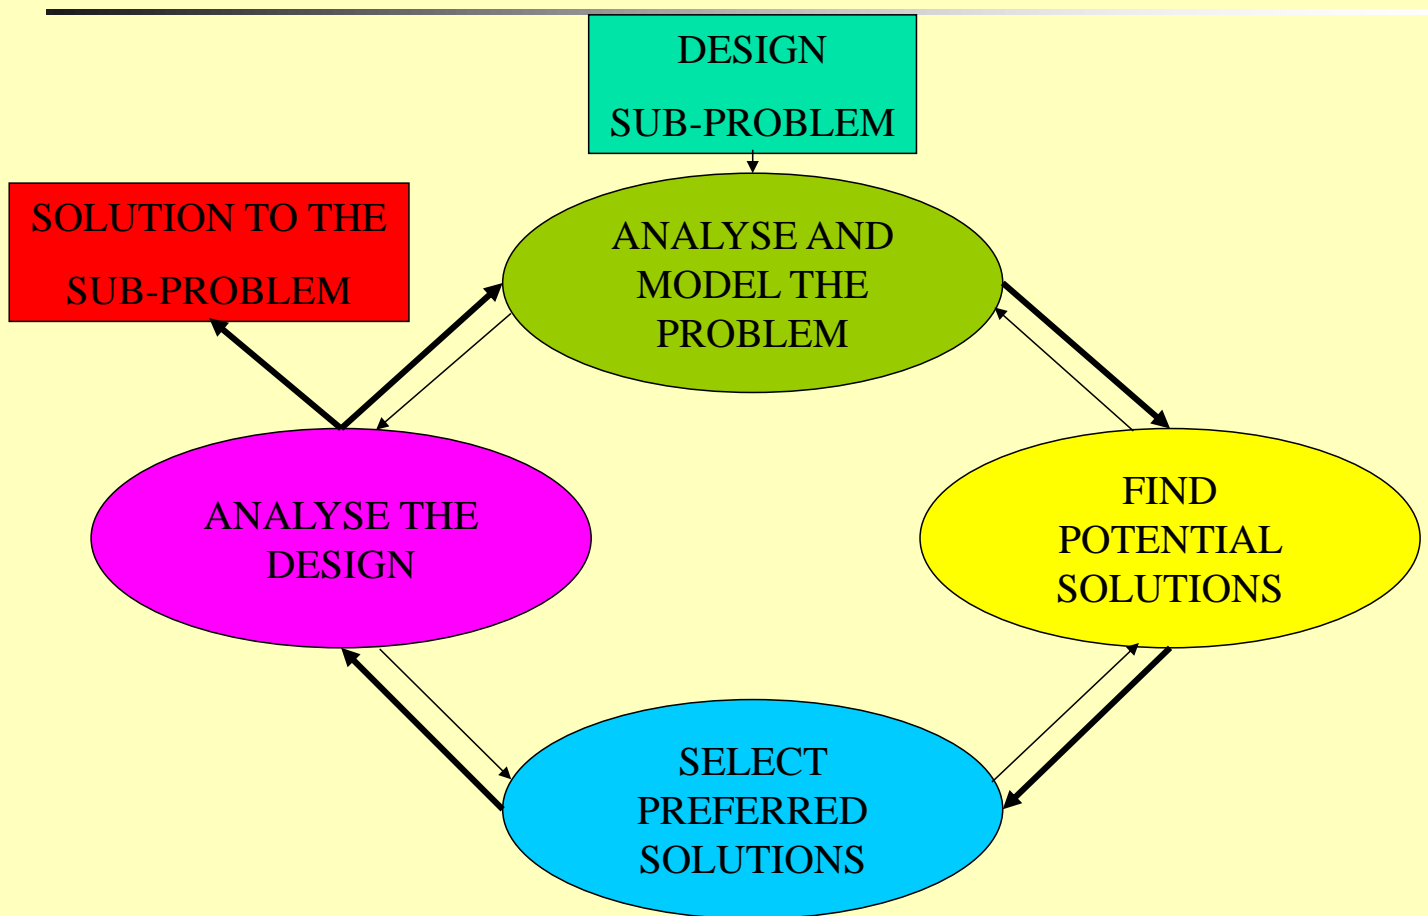 DESIGN
SUB-PROBLEM
SOLUTION TO THE
SUB-PROBLEM
ANALYSE AND
MODEL THE
PROBLEM
ANALYSE THE
DESIGN
FIND
POTENTIAL
SOLUTIONS
SELECT
PREFERRED
SOLUTIONS